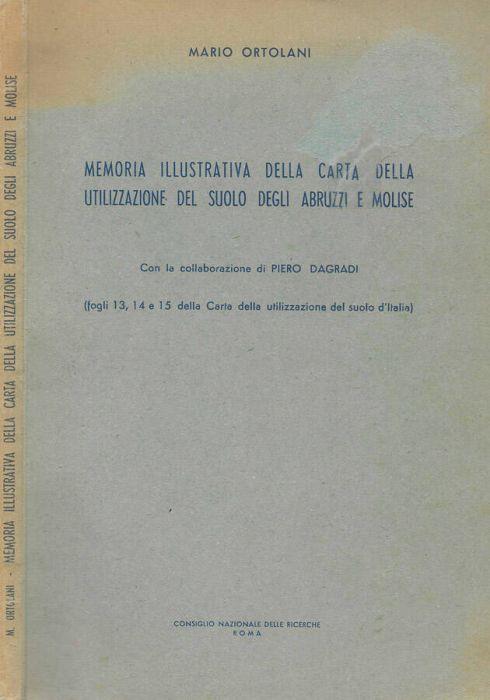 MARIO ORTOLANI
MEMORIA ILLUSTRATIVA DELLA CARTA DELLA
UTILIZZAZIONE DEL SUOLO DEGLI ABRUZZI E MOLISE
Con la collaborazione di PIERO DAGRADI
(fogli 13, 14 e 15 della Carta della utilizzazione del suolo d'Italia)
CONSIGLIO NAZIONALE DELLE RICERCHE
ROMA
M. ORTOLANI - MEMORIA ILLUSTRATIVA DELLA CARTA DELLA UTILIZZAZIONE DEL SUOLO DEGLI ABRUZZI E MOLISE